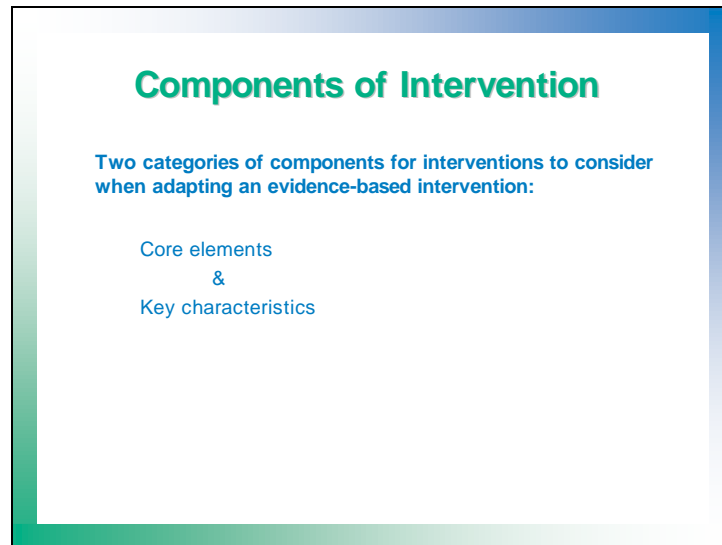 Components of Intervention
Two categories of components for interventions to consider
when adapting an evidence-based intervention:
Core elements
&
Key characteristics